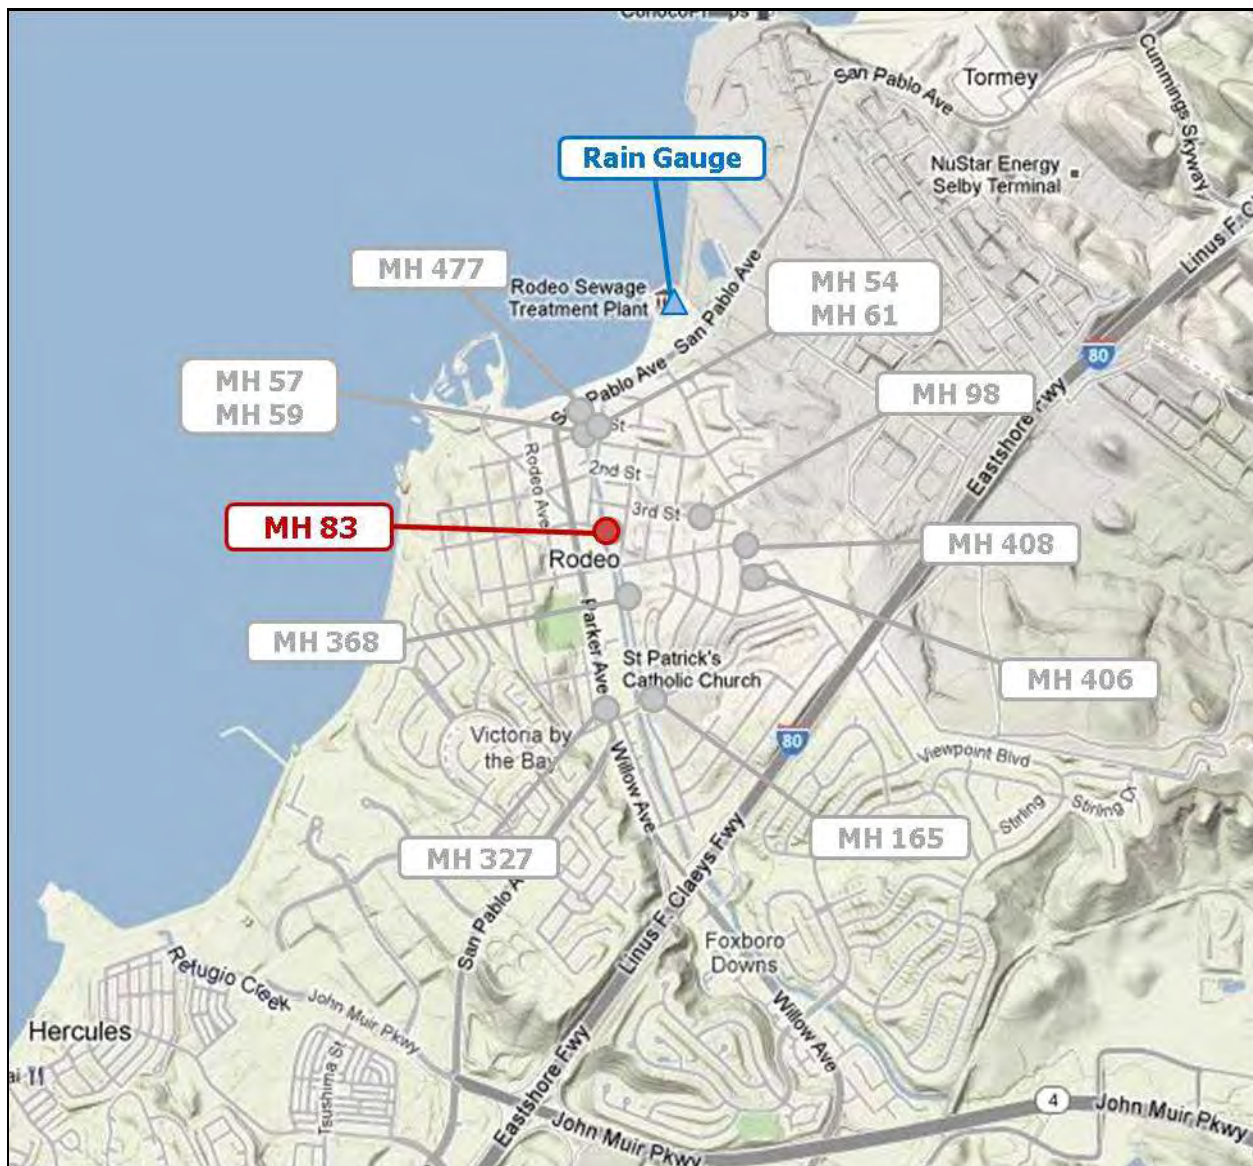 San Pablo Ave
Tormey
Cummings Skyway
Rain Gauge
NuStar Energy
Selby Terminal
Linus F. C
MH 477
Rodeo Sewage
Treatment Plant
San Pablo Ave
MH 54
MH 61
80
MH 57
MH 59
Pablo Ave
St
MH 98
Eastshore Fwy
Rodeo Ave
2nd St
3rd St
MH 83
Rodeo
MH 408
Parker Ave
MH 368
St Patrick's
Catholic Church
MH 406
Victoria by
the Bay
80
Viewpoint Blvd
Willow Ave
Stirling
Stirling Dr
MH 327
MH 165
Linus F. Claeys Fwy
San Pablo A
Foxboro
Downs
Refugio Creek
John Muir Pkwy
Willow Ave
Hercules
Tsushima St
Eastshore Fwy
4
John Muir Pkwy
John Muir Pkwy